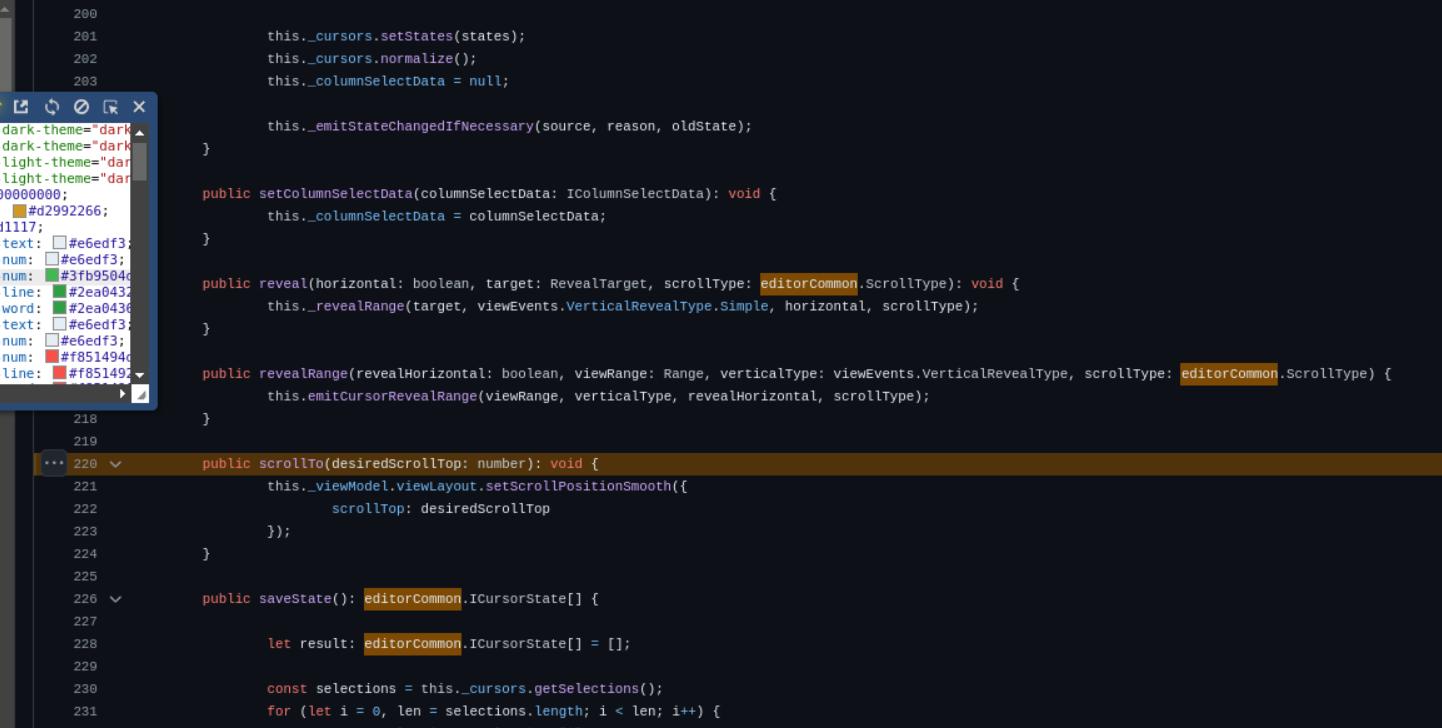 200
201 this._cursors.setStates(states);
202 this._cursors.normalize();
203 this._columnSelectData = null;
this._emitStateChangedIfNecessary(source, reason, oldState);
}
public setColumnSelectData(columnSelectData: IColumnSelectData): void {
this._columnSelectData = columnSelectData;
}
public reveal(horizontal: boolean, target: RevealTarget, scrollType: editorCommon.ScrollType): void {
this._revealRange(target, viewEvents.VerticalRevealType.Simple, horizontal, scrollType);
}
public revealRange(revealHorizontal: boolean, viewRange: Range, verticalType: viewEvents.VerticalRevealType, scrollType: editorCommon.ScrollType) {
this.emitCursorRevealRange(viewRange, verticalType, revealHorizontal, scrollType);
218 }
219
220 public scrollTo(desiredScrollTop: number): void {
221 this._viewModel.viewLayout.setScrollPositionSmooth({
222 scrollTop: desiredScrollTop
223 });
224 }
225
226 public saveState(): editorCommon.ICursorState[] {
227
228 let result: editorCommon.ICursorState[] = [];
229
230 const selections = this._cursors.getSelections();
231 for (let i = 0, len = selections.length; i < len; i++) {
dark-theme="dark
dark-theme="dark
light-theme="dar
light-theme="dar
00000000;
#d2992266;
d1117;
text: #e6edf3;
num: #e6edf3;
num: #3fb9504
line: #2ea0432
word: #2ea0436
text: #e6edf3;
num: #e6edf3;
num: #f851494
line: #f851492